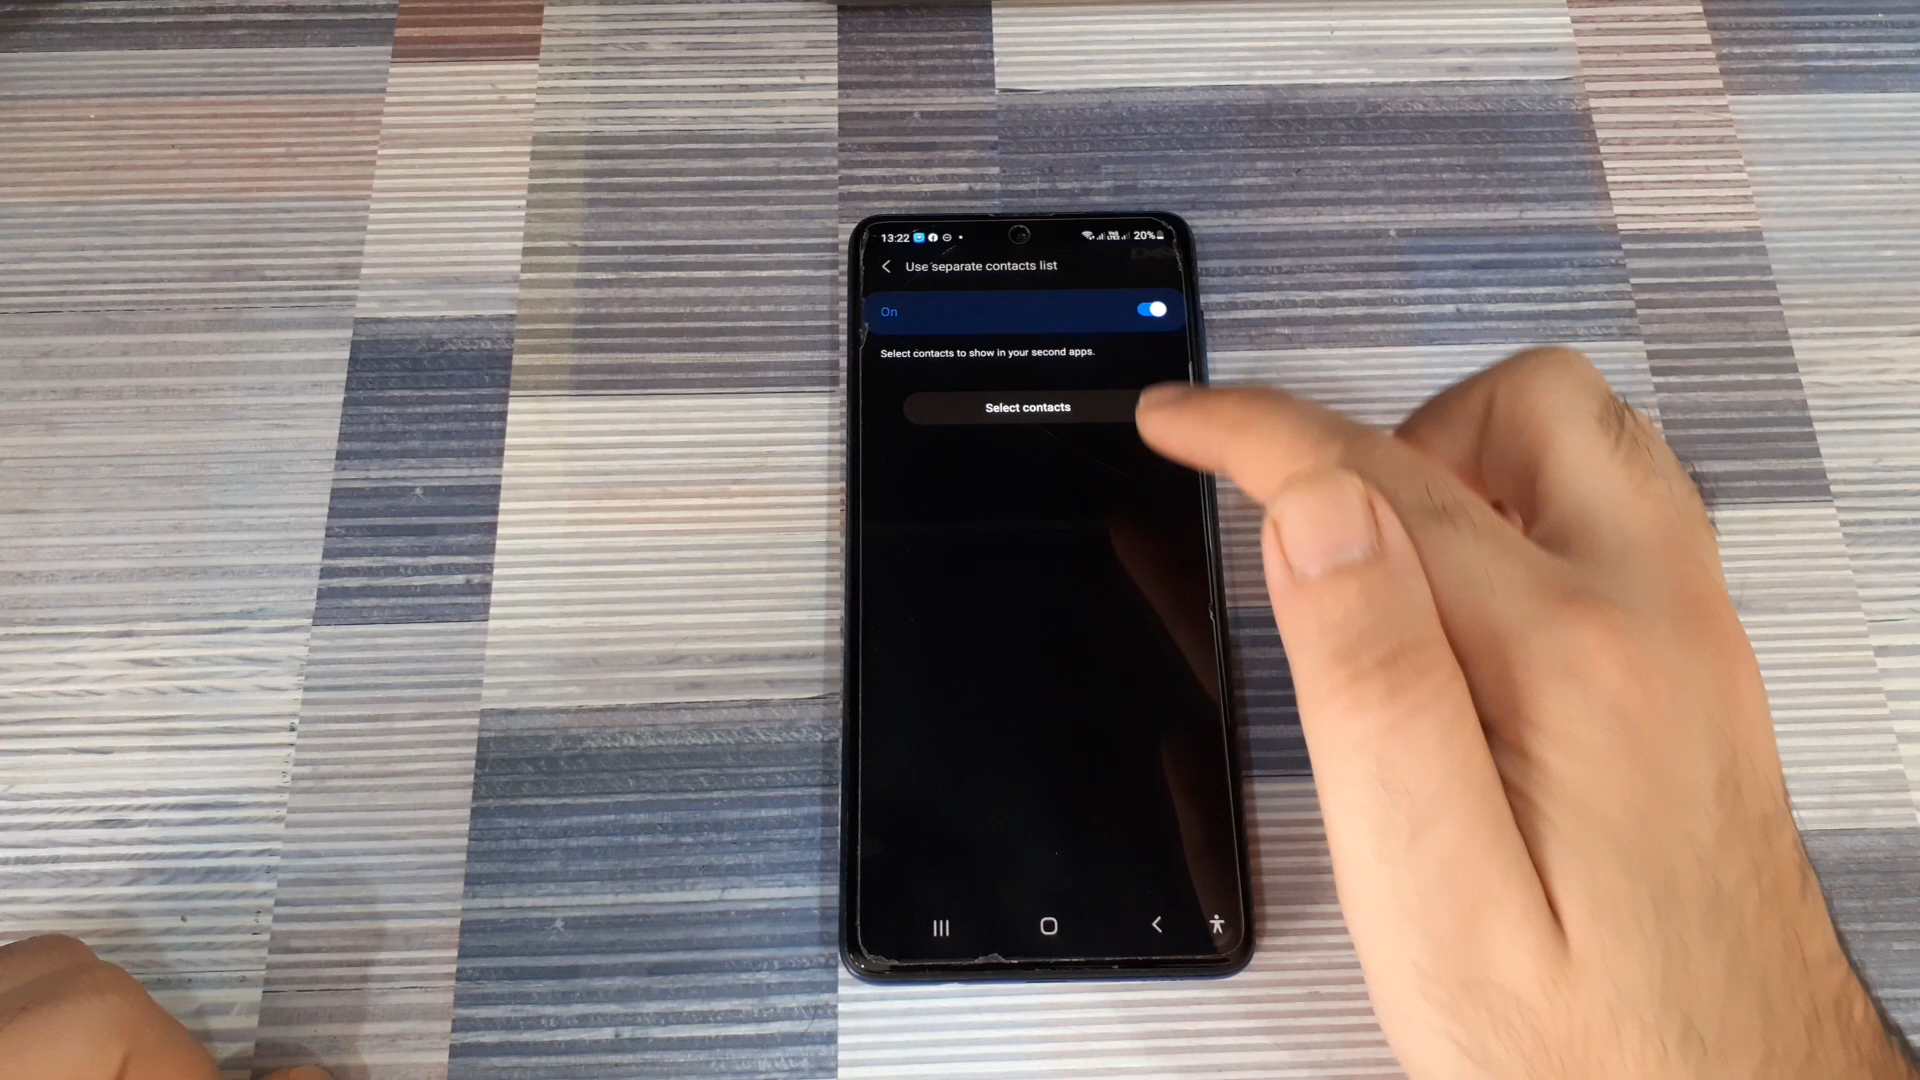 13:22
20%
Use separate contacts list
On
Select contacts to show in your second apps.
Select contacts